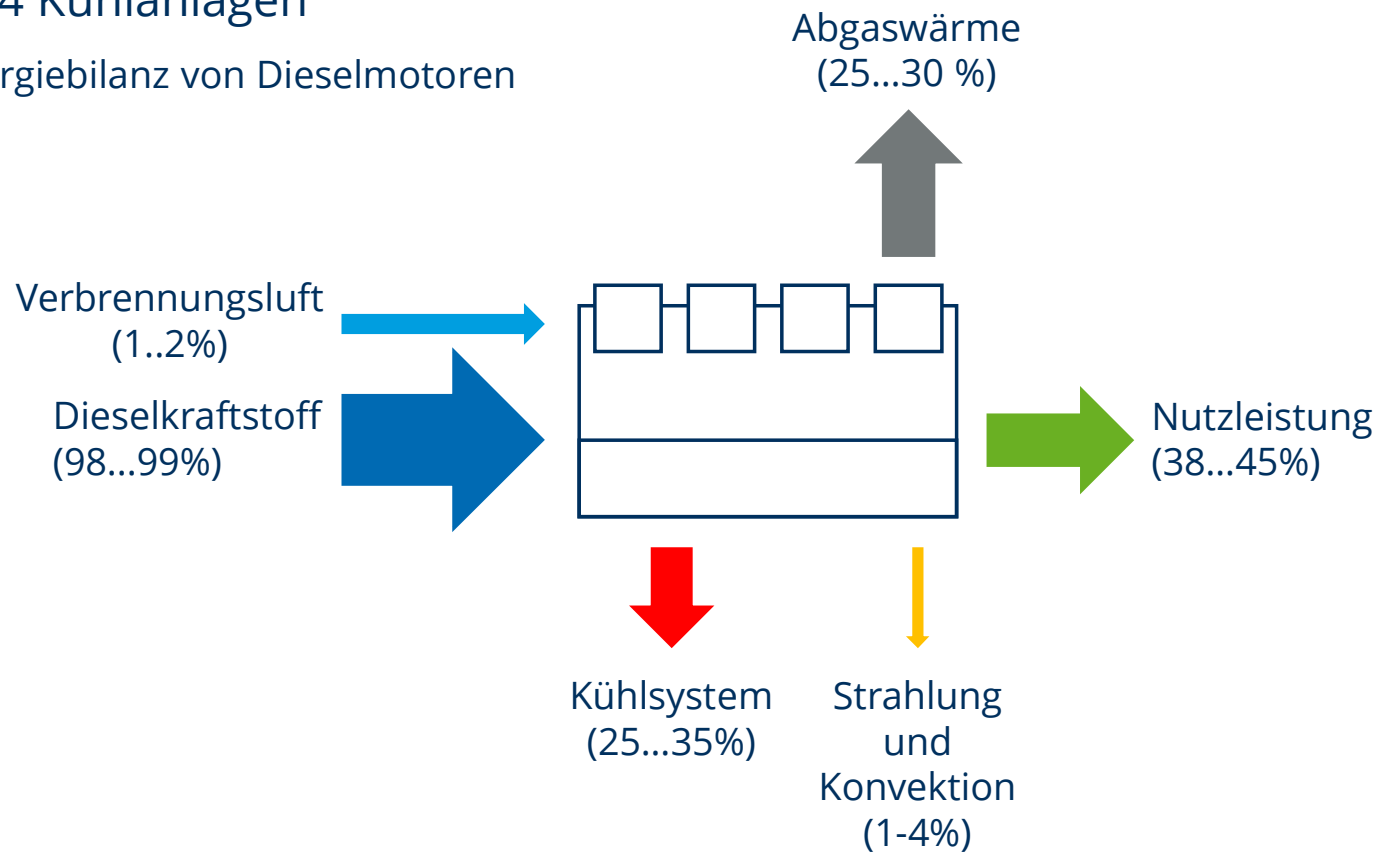 4 Kühlanlagen
rgiebilanz von Dieselmotoren
Abgaswärme
(25...30 %)
Verbrennungsluft
(1..2%)
Dieselkraftstoff
(98...99%)
Nutzleistung
(38...45%)
Kühlsystem
(25...35%)
Strahlung
und
Konvektion
(1-4%)